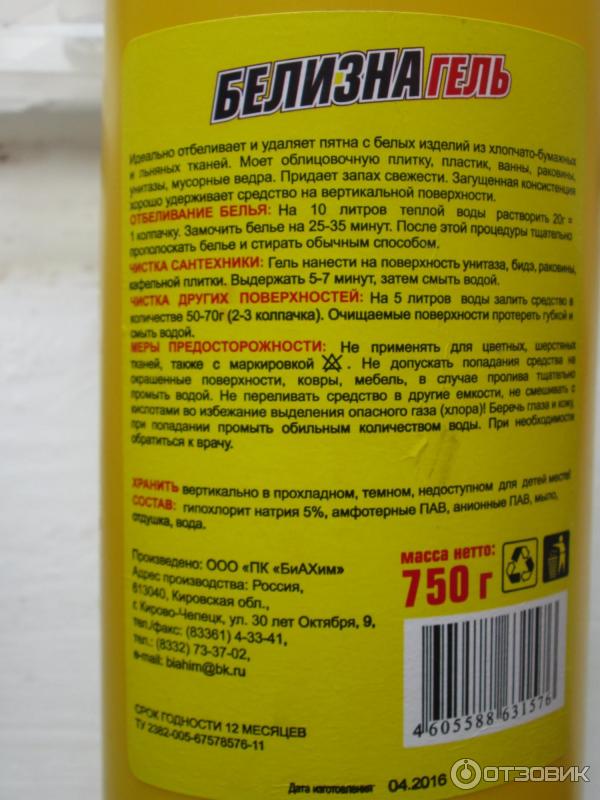 БЕЛИЗНА ГЕЛЬ
Идеально отбеливает и удаляет пятна с белых изделий из хлопчато-бумажных
и льняных тканей. Моет облицовочную плитку, пластик, ванны, раковины,
унитазы, мусорные ведра. Придает запах свежести. Загущенная консистенция
хорошо удерживает средство на вертикальной поверхности.
ОТБЕЛИВАНИЕ БЕЛЬЯ: На 10 литров теплой воды растворить 20г =
1 колпачку. Замочить белье на 25-35 минут. После этой процедуры тщательно
прополоскать белье и стирать обычным способом.
ЧИСТКА САНТЕХНИКИ: Гель нанести на поверхность унитаза, бидэ, раковины,
кафельной плитки. Выдержать 5-7 минут, затем смыть водой.
ЧИСТКА ДРУГИХ ПОВЕРХНОСТЕЙ: На 5 литров воды залить средство в
количестве 50-70г (2-3 колпачка). Очищаемые поверхности протереть губкой и
смыть водой.
МЕРЫ ПРЕДОСТОРОЖНОСТИ: Не применять для цветных, шерстяных
тканей, также с маркировкой . Не допускать попадания средства на
окрашенные поверхности, ковры, мебель, в случае пролива тщательно
промыть водой. Не переливать средство в другие емкости, не смешивать с
кислотами во избежание выделения опасного газа (хлора)! Беречь глаза и кожу,
при попадании промыть обильным количеством воды. При необходимости
обратиться к врачу.
ХРАНИТЬ вертикально в прохладном, темном, недоступном для детей месте!
СОСТАВ: гипохлорит натрия 5%, амфотерные ПАВ, анионные ПАВ, мыло,
отдушка, вода.
Произведено: ООО «ПК «БиАХим»
Адрес производства: Россия,
613040, Кировская обл.,
г. Кирово-Чепецк, ул. 30 лет Октября, 9,
тел./факс: (83361) 4-33-41,
тел.: (8332) 73-37-02,
e-mail: biahim@bk.ru
масса нетто:
750 г
4 605588 631576
СРОК ГОДНОСТИ 12 МЕСЯЦЕВ
ТУ 2382-005-67578576-11
Дата изготовления 04.2016
ОТЗОВИК